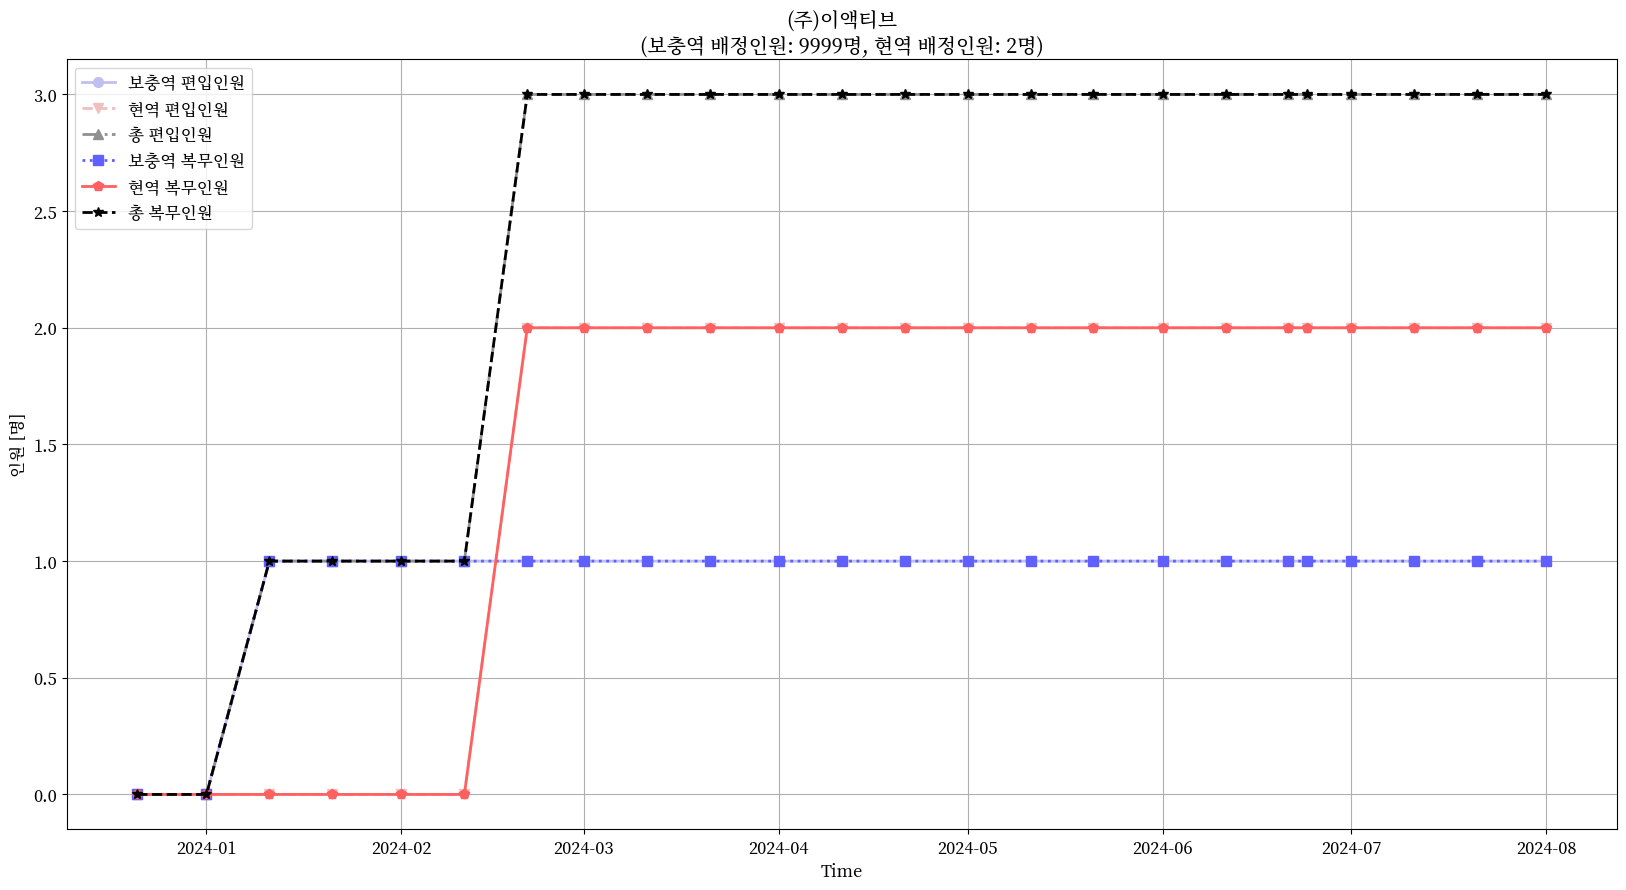 (주)이액티브
(보충역 배정인원: 9999명, 현역 배정인원: 2명)
보충역 편입인원
현역 편입인원
총 편입인원
보충역 복무인원
현역 복무인원
총 복무인원
인원 [명]
3.0
2.5
2.0
1.5
1.0
0.5
0.0
2024-01 2024-02 2024-03 2024-04 2024-05 2024-06 2024-07 2024-08
Time